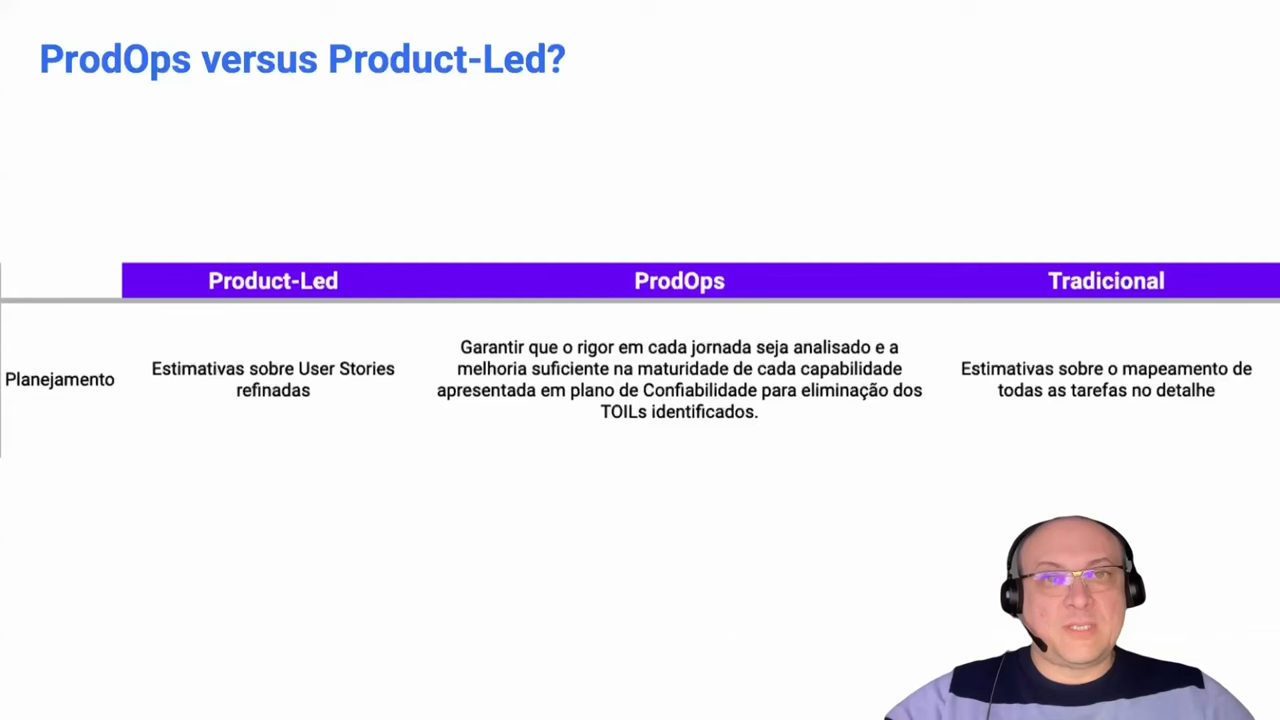 ProdOps versus Product-Led?
Product-Led
ProdOps
Tradicional
Planejamento
Estimativas sobre User Stories
refinadas
Garantir que o rigor em cada jornada seja analisado e a
melhoria suficiente na maturidade de cada capabilidade
apresentada em plano de Confiabilidade para eliminação dos
TOILs identificados.
Estimativas sobre o mapeamento de
todas as tarefas no detalhe